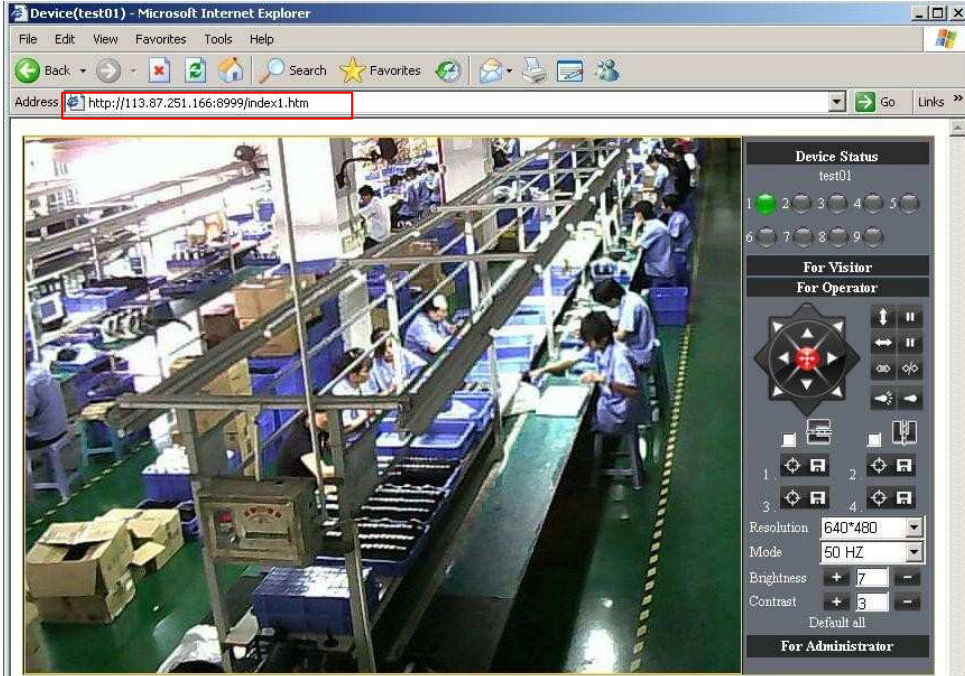 Device(test01) - Microsoft Internet Explorer
File Edit View Favorites Tools Help
Back Search Favorites
Address http://113.87.251.166:8999/index1.htm Go Links »
Device Status
test01
1 2 3 4 5
6 7 8 9
For Visitor
For Operator
1. 2.
3. 4.
Resolution 640*480
Mode 50 HZ
Brightness + 7 -
Contrast + 3 -
Default all
For Administrator